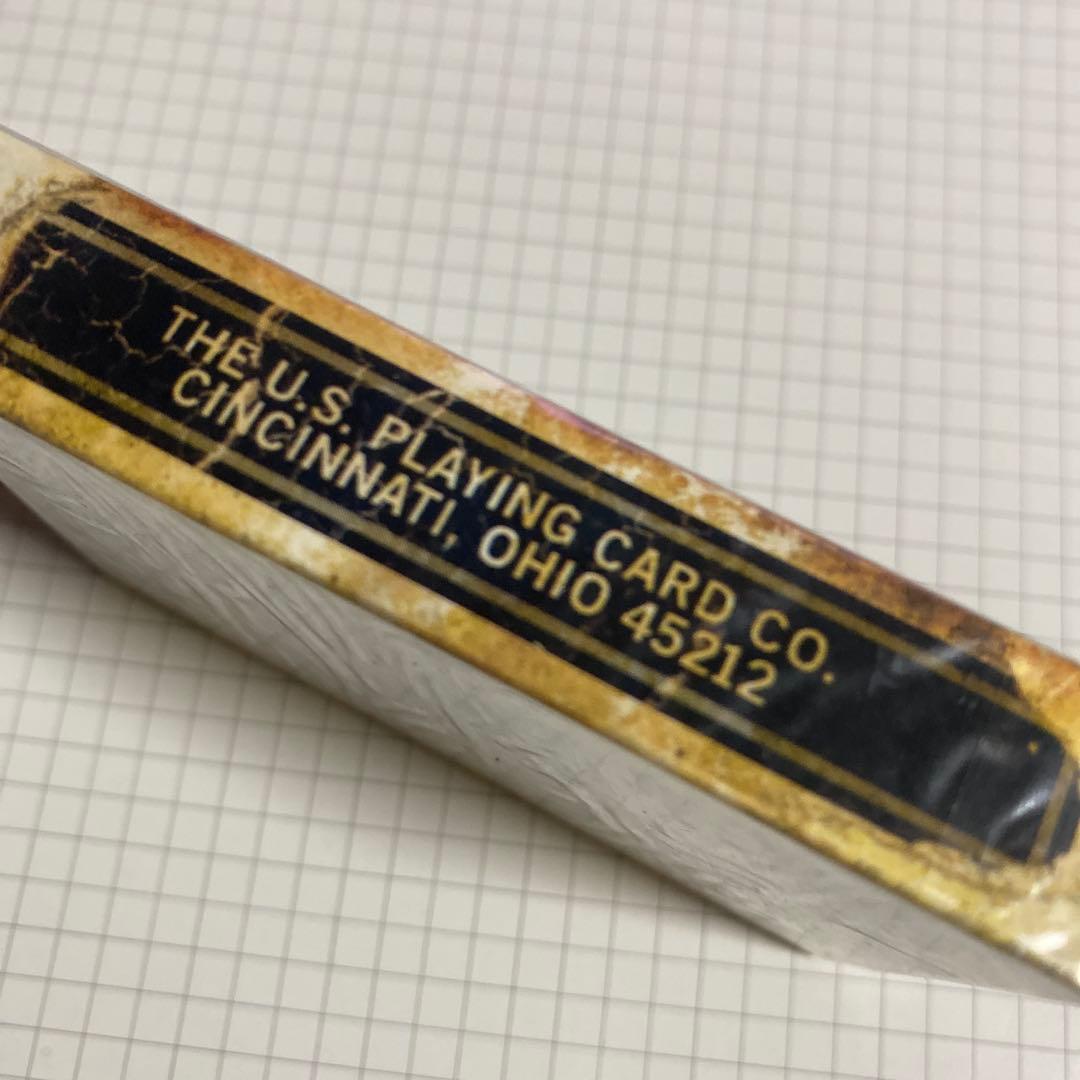 THE U.S. PLAYING CARD CO.
CINCINNATI, OHIO 45212